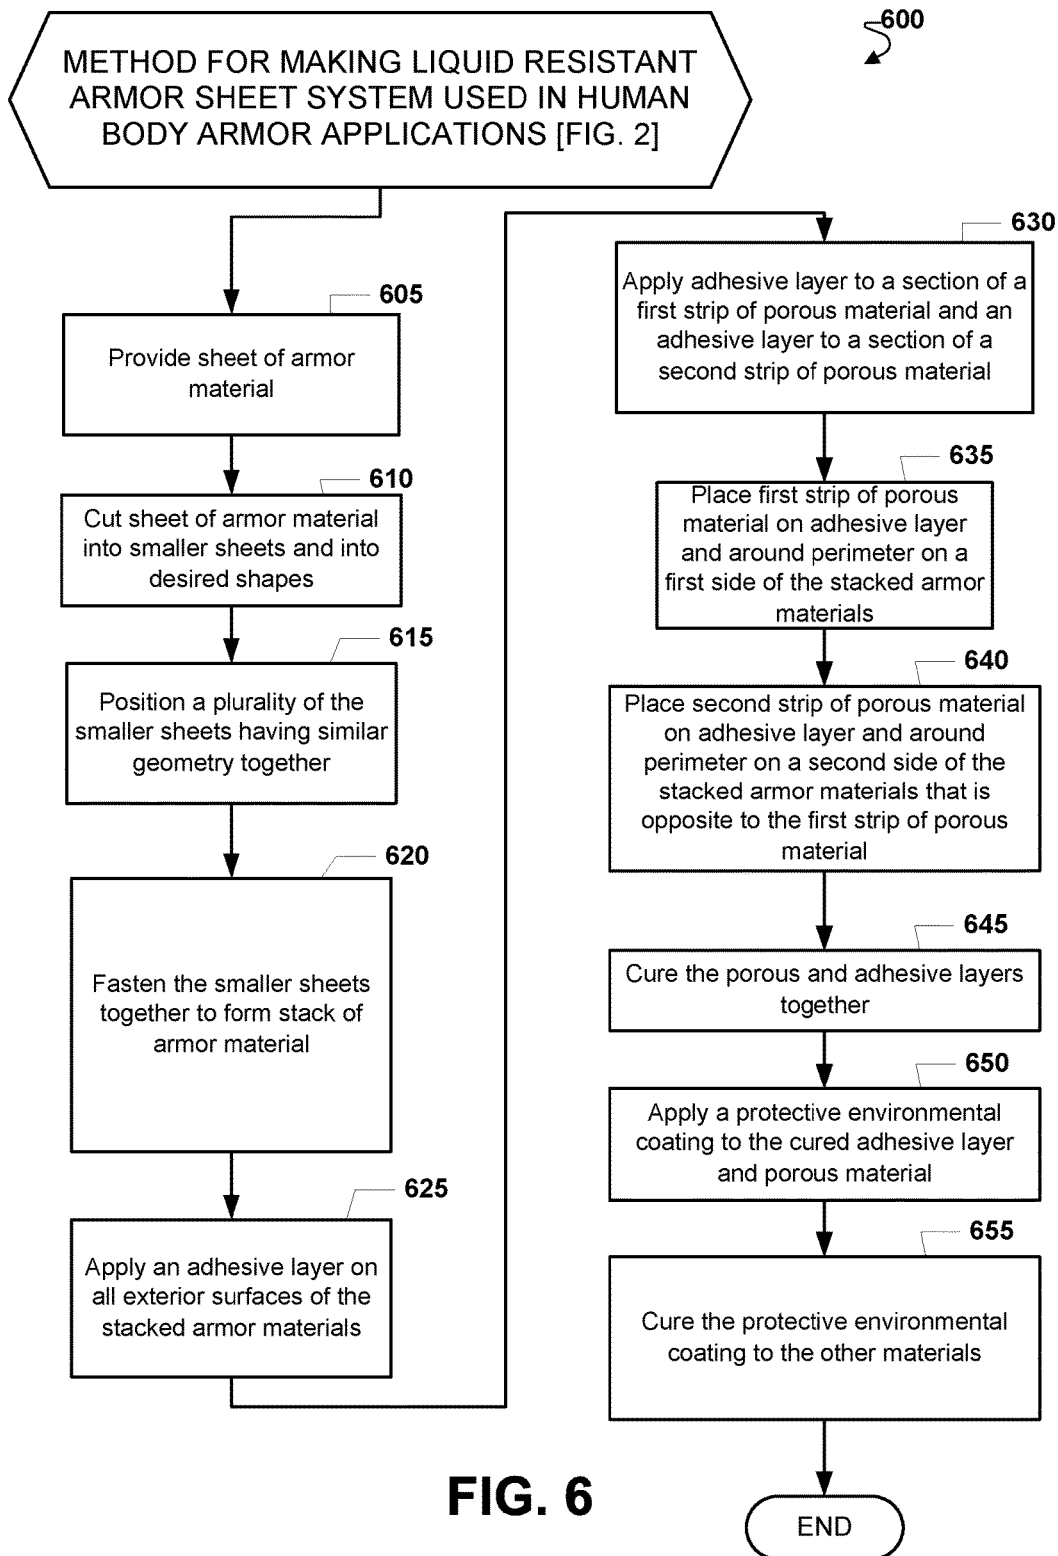 600
METHOD FOR MAKING LIQUID RESISTANT
ARMOR SHEET SYSTEM USED IN HUMAN
BODY ARMOR APPLICATIONS [FIG. 2]
605
Provide sheet of armor
material
610
Cut sheet of armor material
into smaller sheets and into
desired shapes
615
Position a plurality of the
smaller sheets having similar
geometry together
620
Fasten the smaller sheets
together to form stack of
armor material
625
Apply an adhesive layer on
all exterior surfaces of the
stacked armor materials
630
Apply adhesive layer to a section of a
first strip of porous material and an
adhesive layer to a section of a
second strip of porous material
635
Place first strip of porous
material on adhesive layer
and around perimeter on a
first side of the stacked armor
materials
640
Place second strip of porous material
on adhesive layer and around
perimeter on a second side of the
stacked armor materials that is
opposite to the first strip of porous
material
645
Cure the porous and adhesive layers
together
650
Apply a protective environmental
coating to the cured adhesive layer
and porous material
655
Cure the protective environmental
coating to the other materials
END
FIG. 6